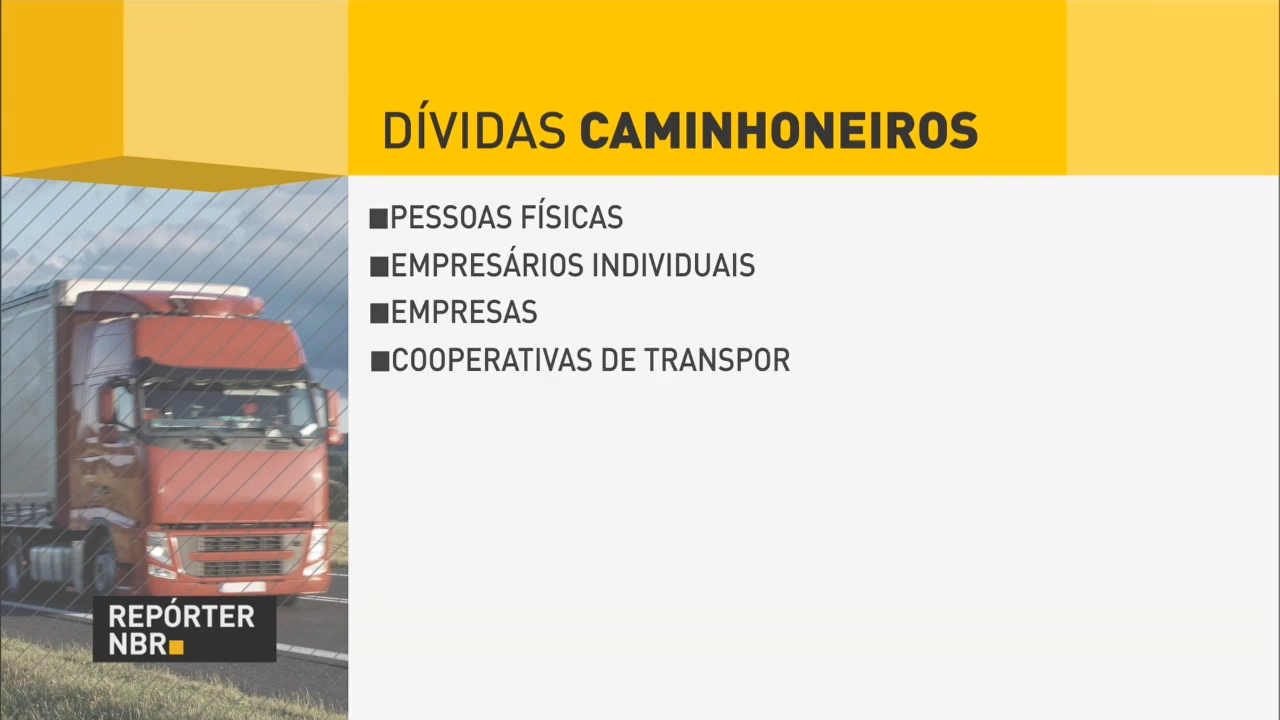 DÍVIDAS CAMINHONEIROS
■PESSOAS FÍSICAS
■EMPRESÁRIOS INDIVIDUAIS
■EMPRESAS
■COOPERATIVAS DE TRANSPOR
REPÓRTER
NBR